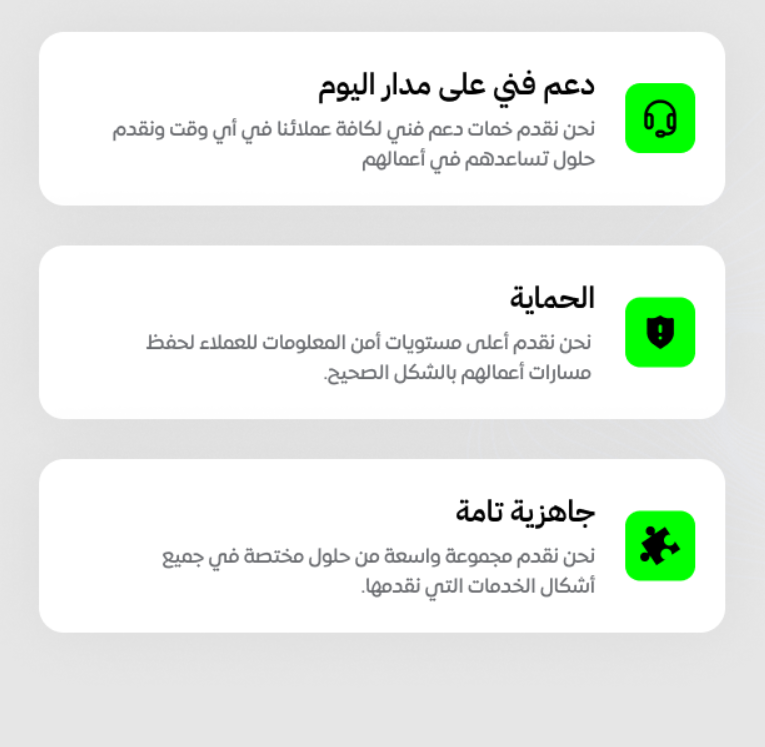 دعم فني على مدار اليوم
نحن نقدم خمات دعم فني لكافة عملائنا في أي وقت ونقدم
حلول تساعدهم في أعمالهم
الحماية
نحن نقدم أعلى مستويات أمن المعلومات للعملاء لحفظ
مسارات أعمالهم بالشكل الصحيح.
جاهزية تامة
نحن نقدم مجموعة واسعة من حلول مختصة في جميع
أشكال الخدمات التي نقدمها.